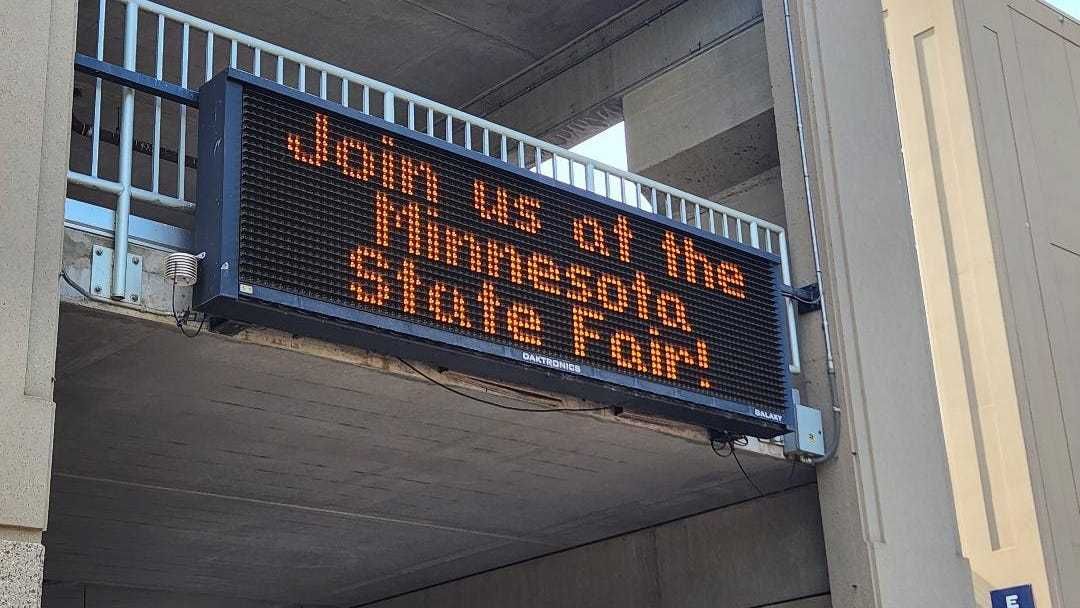 Join us at the
Minnesota
State Fair!
DAKTRONICS
GALAXY
E